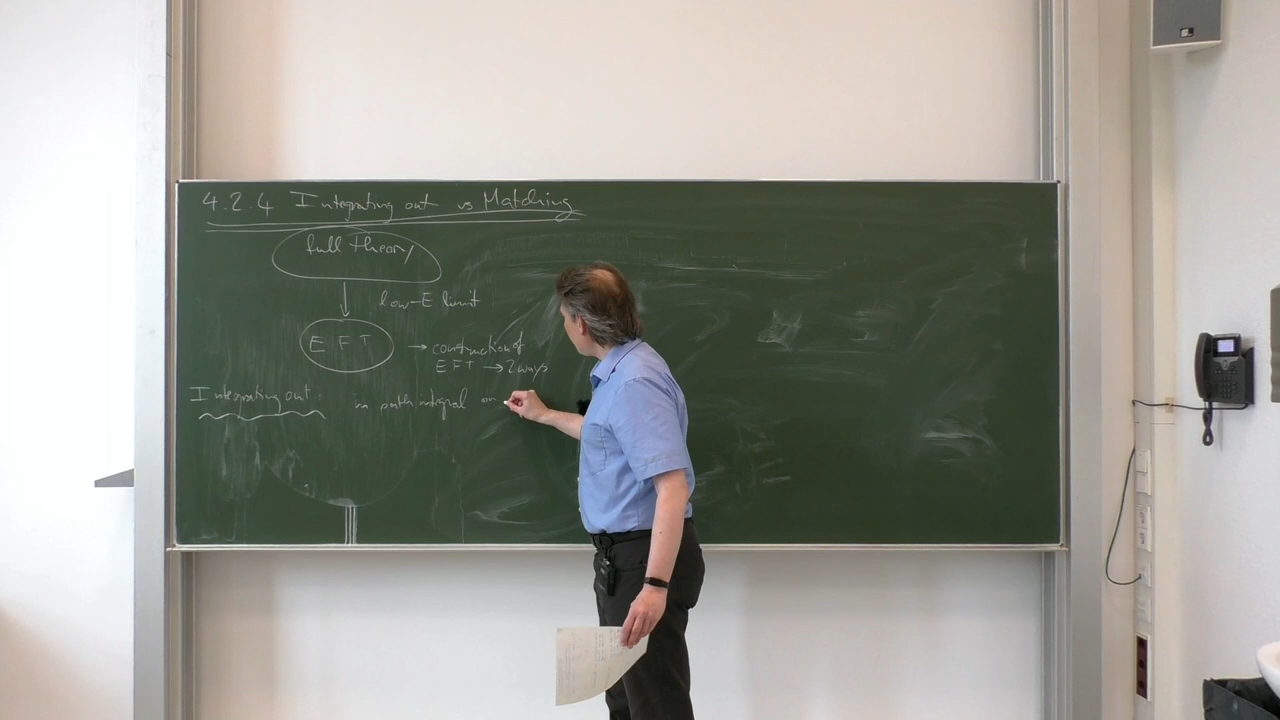 4.2.4 Integrating out vs Matching
full theory
low-E limit
EFT → construction of
EFT → 2 ways
Integrating out: in path integral on